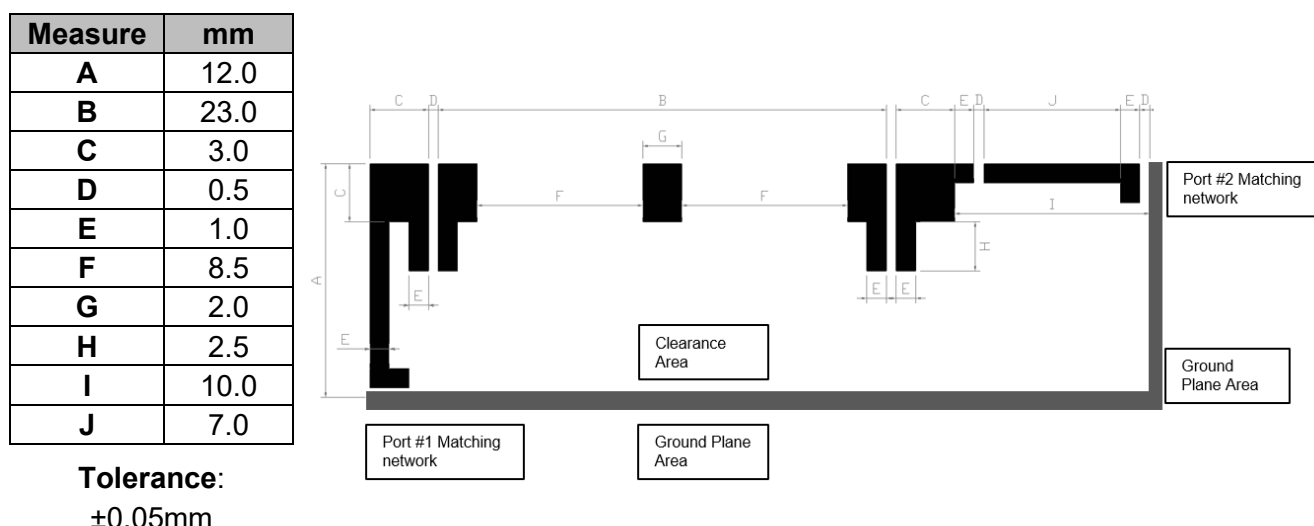 Measure mm
A 12.0
B 23.0
C 3.0
D 0.5
E 1.0
F 8.5
G 2.0
H 2.5
I 10.0
J 7.0
Tolerance:
±0.05mm
C D B C E D J E D
G
C F F I
H
A
E E E
E
Port #2 Matching
network
Clearance
Area
Ground
Plane Area
Port #1 Matching
network
Ground Plane
Area